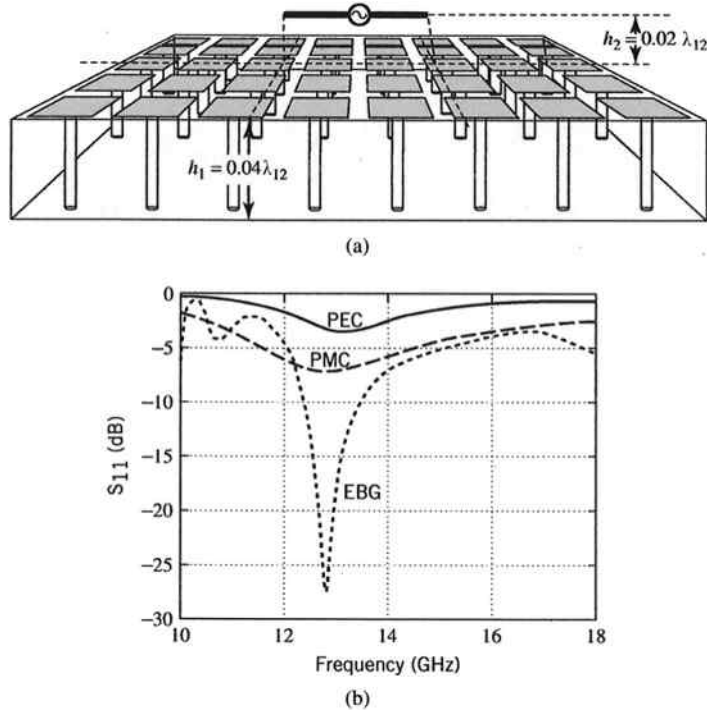 h₂ = 0.02 λ₁₂
h₁ = 0.04λ₁₂
(a)
S₁₁ (dB)
0
−5
−10
−15
−20
−25
−30
PEC
PMC
EBG
10
12
14
16
18
Frequency (GHz)
(b)